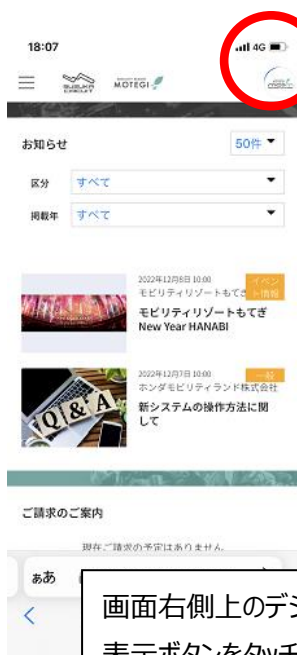 18:07
4G
SUZUKA
CIRCUIT
MOTEGI
お知らせ
50件
区分 すべて
掲載年 すべて
2022年12月8日 10:00
イベント情報
モビリティリゾートもてぎ
モビリティリゾートもてぎ
New Year HANABI
2022年12月7日 10:00
一般
ホンダモビリティランド株式会社
新システムの操作方法に関
して
Q&A
ご請求のご案内
現在ご請求の予定はありません
ぁあ
画面右側上のデジ
表示ボタンをタッチ